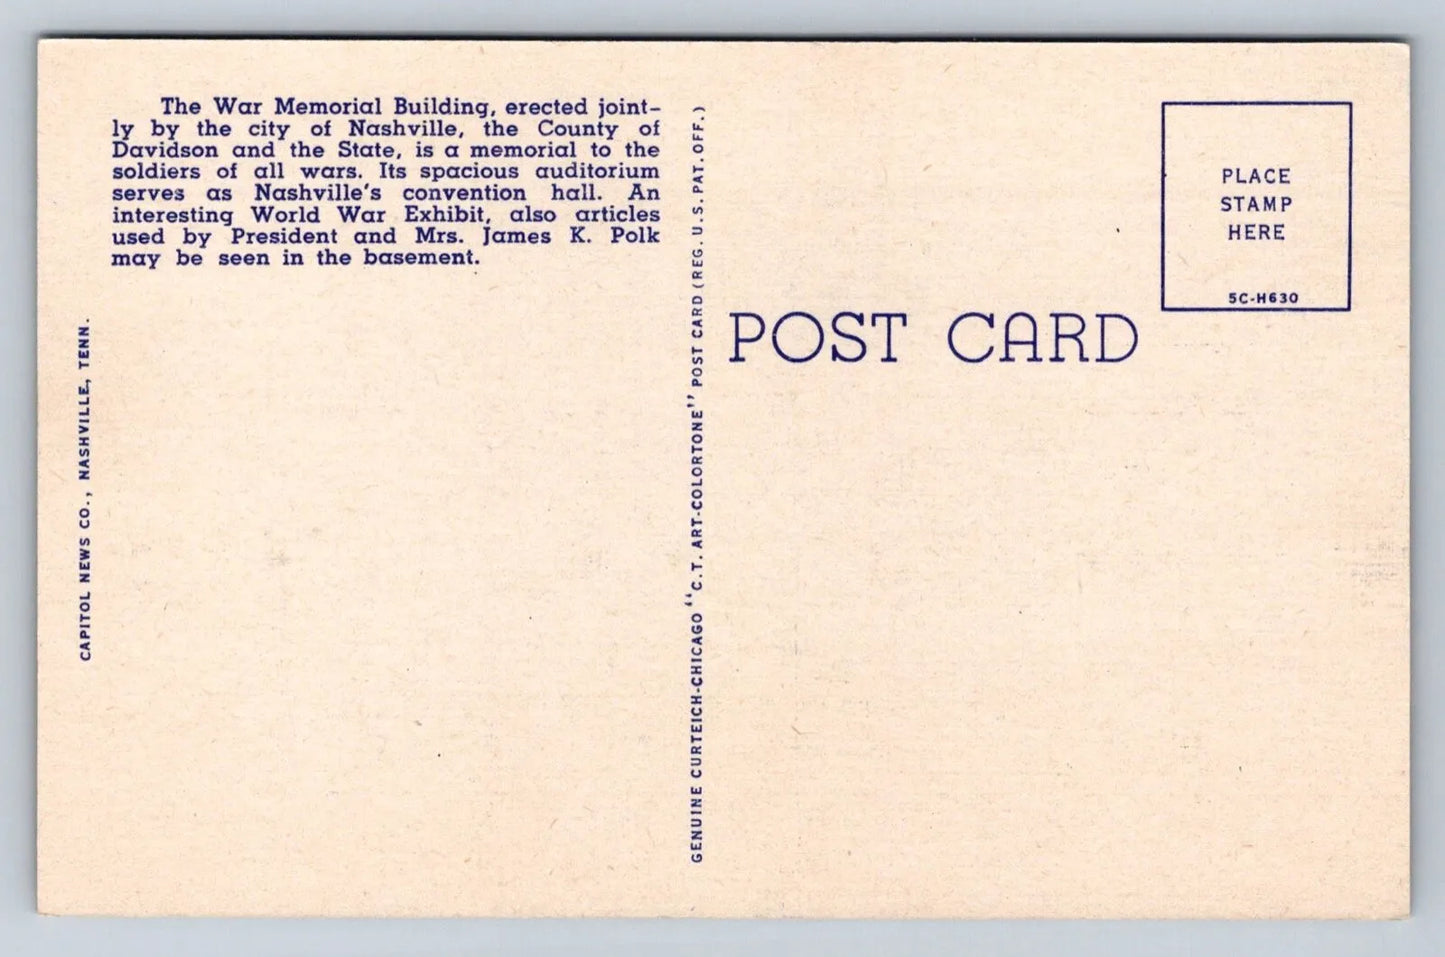 The War Memorial Building, erected joint-
ly by the city of Nashville, the County of
Davidson and the State, is a memorial to the
soldiers of all wars. Its spacious auditorium
serves as Nashville's convention hall. An
interesting World War Exhibit, also articles
used by President and Mrs. James K. Polk
may be seen in the basement.
CAPITOL NEWS CO., NASHVILLE, TENN.
GENUINE CURTEICH-CHICAGO "C.T. ART-COLORTONE" POST CARD (REG. U.S. PAT. OFF.)
POST CARD
PLACE
STAMP
HERE
5C-H630